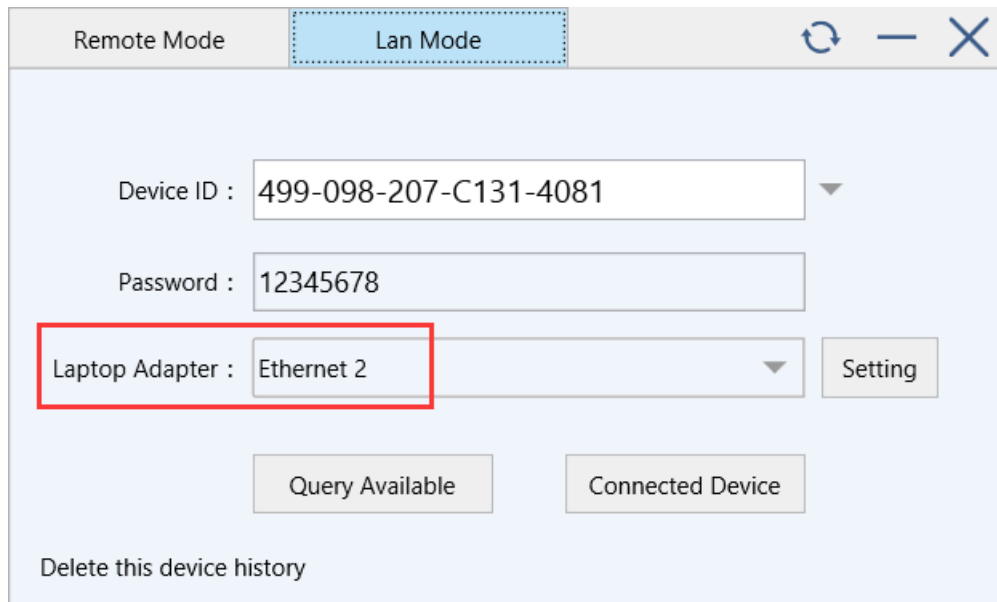 Remote Mode
Lan Mode
Device ID : 499-098-207-C131-4081
Password : 12345678
Laptop Adapter : Ethernet 2
Setting
Query Available
Connected Device
Delete this device history